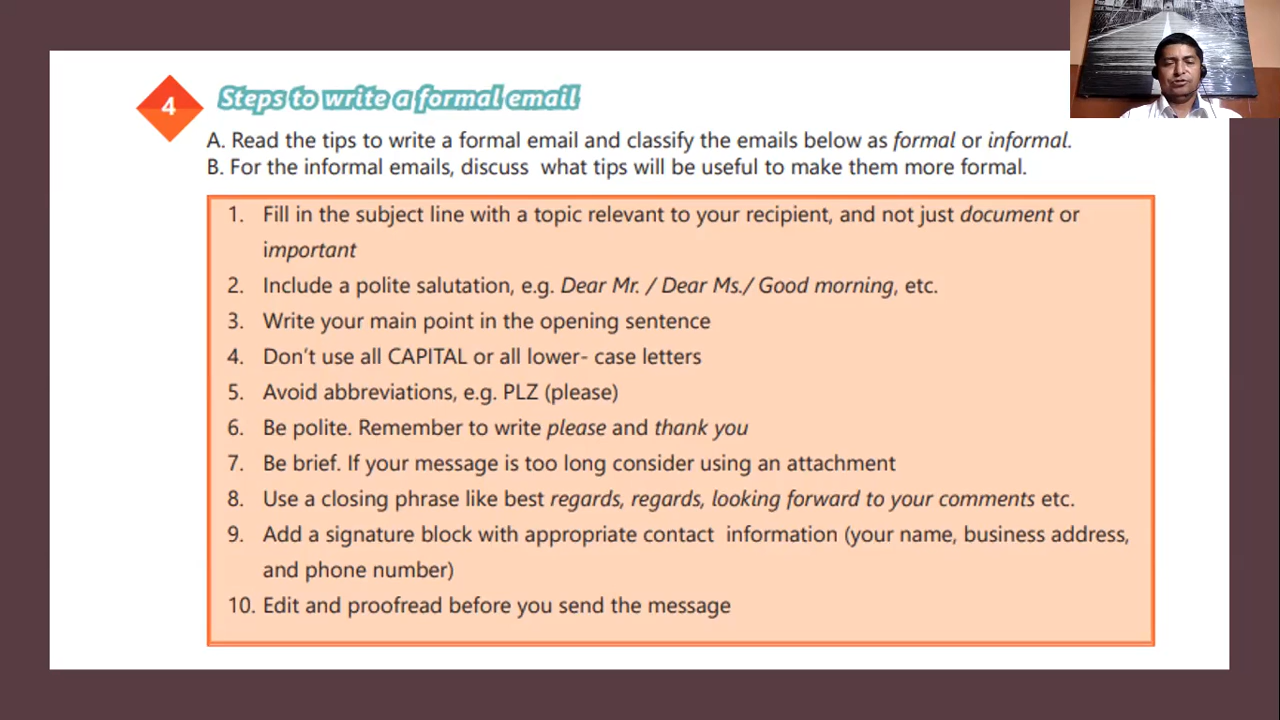 4
Steps to write a formal email
A. Read the tips to write a formal email and classify the emails below as formal or informal.
B. For the informal emails, discuss what tips will be useful to make them more formal.
1. Fill in the subject line with a topic relevant to your recipient, and not just document or
important
2. Include a polite salutation, e.g. Dear Mr. / Dear Ms./ Good morning, etc.
3. Write your main point in the opening sentence
4. Don't use all CAPITAL or all lower- case letters
5. Avoid abbreviations, e.g. PLZ (please)
6. Be polite. Remember to write please and thank you
7. Be brief. If your message is too long consider using an attachment
8. Use a closing phrase like best regards, regards, looking forward to your comments etc.
9. Add a signature block with appropriate contact information (your name, business address,
and phone number)
10. Edit and proofread before you send the message